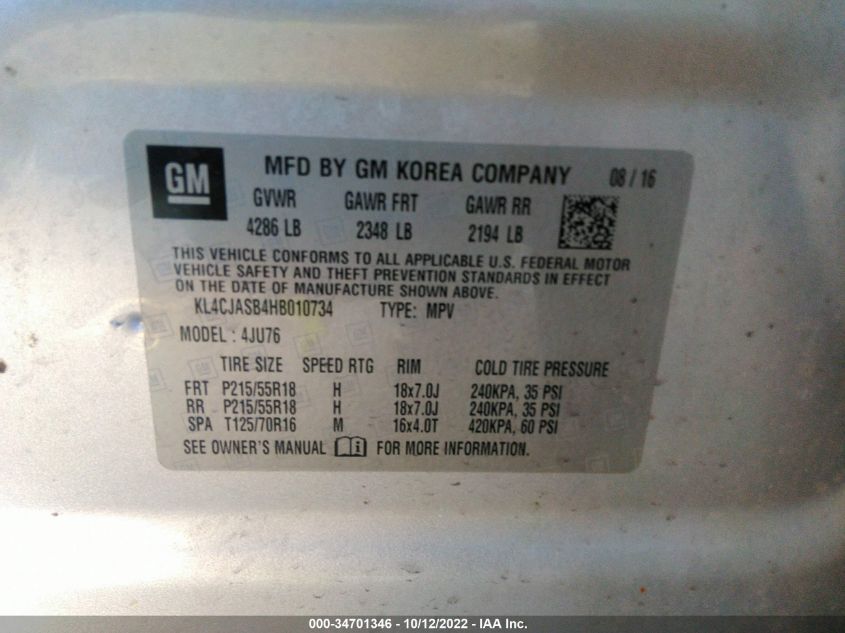 GM
MFD BY GM KOREA COMPANY 08 / 16
GVWR GAWR FRT GAWR RR
4286 LB 2348 LB 2194 LB
THIS VEHICLE CONFORMS TO ALL APPLICABLE U.S. FEDERAL MOTOR
VEHICLE SAFETY AND THEFT PREVENTION STANDARDS IN EFFECT
ON THE DATE OF MANUFACTURE SHOWN ABOVE.
KL4CJASB4HB010734 TYPE: MPV
MODEL : 4JU76
TIRE SIZE SPEED RTG RIM COLD TIRE PRESSURE
FRT P215/55R18 H 18x7.0J 240KPA, 35 PSI
RR P215/55R18 H 18x7.0J 240KPA, 35 PSI
SPA T125/70R16 M 16x4.0T 420KPA, 60 PSI
SEE OWNER'S MANUAL i FOR MORE INFORMATION.
000-34701346 - 10/12/2022 - IAA Inc.